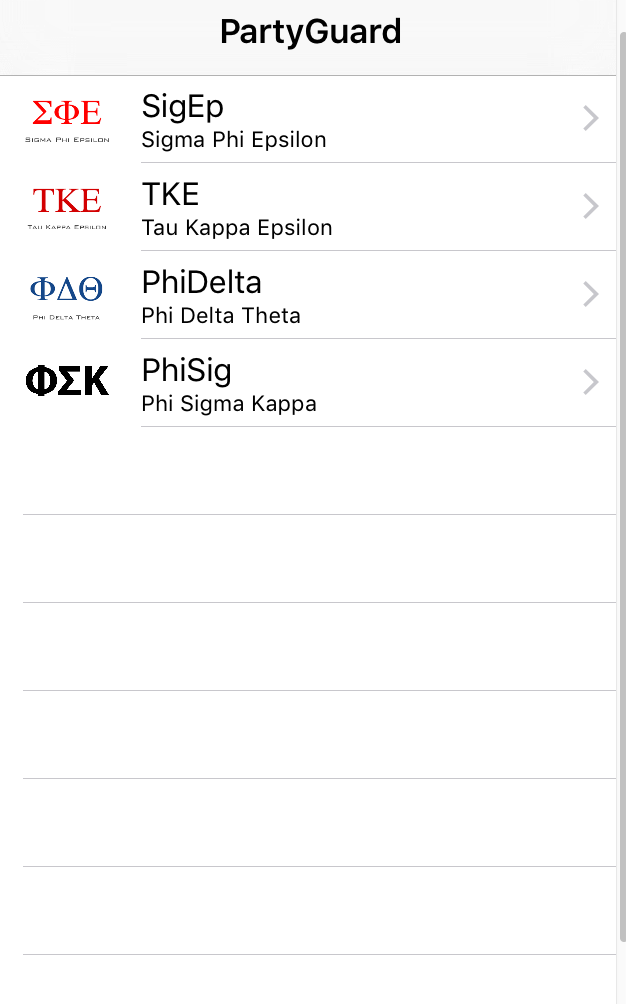 PartyGuard
ΣΦΕ
SIGMA PHI EPSILON
SigEp
Sigma Phi Epsilon
ΤΚΕ
TAU KAPPA EPSILON
TKE
Tau Kappa Epsilon
ΦΔΘ
PHI DELTA THETA
PhiDelta
Phi Delta Theta
ΦΣΚ
PhiSig
Phi Sigma Kappa